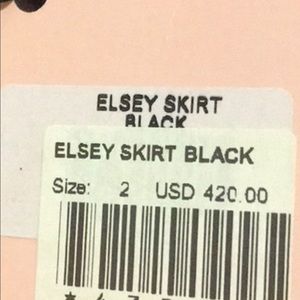 ELSEY SKIRT
BLACK
ELSEY SKIRT BLACK
Size: 2 USD 420.00